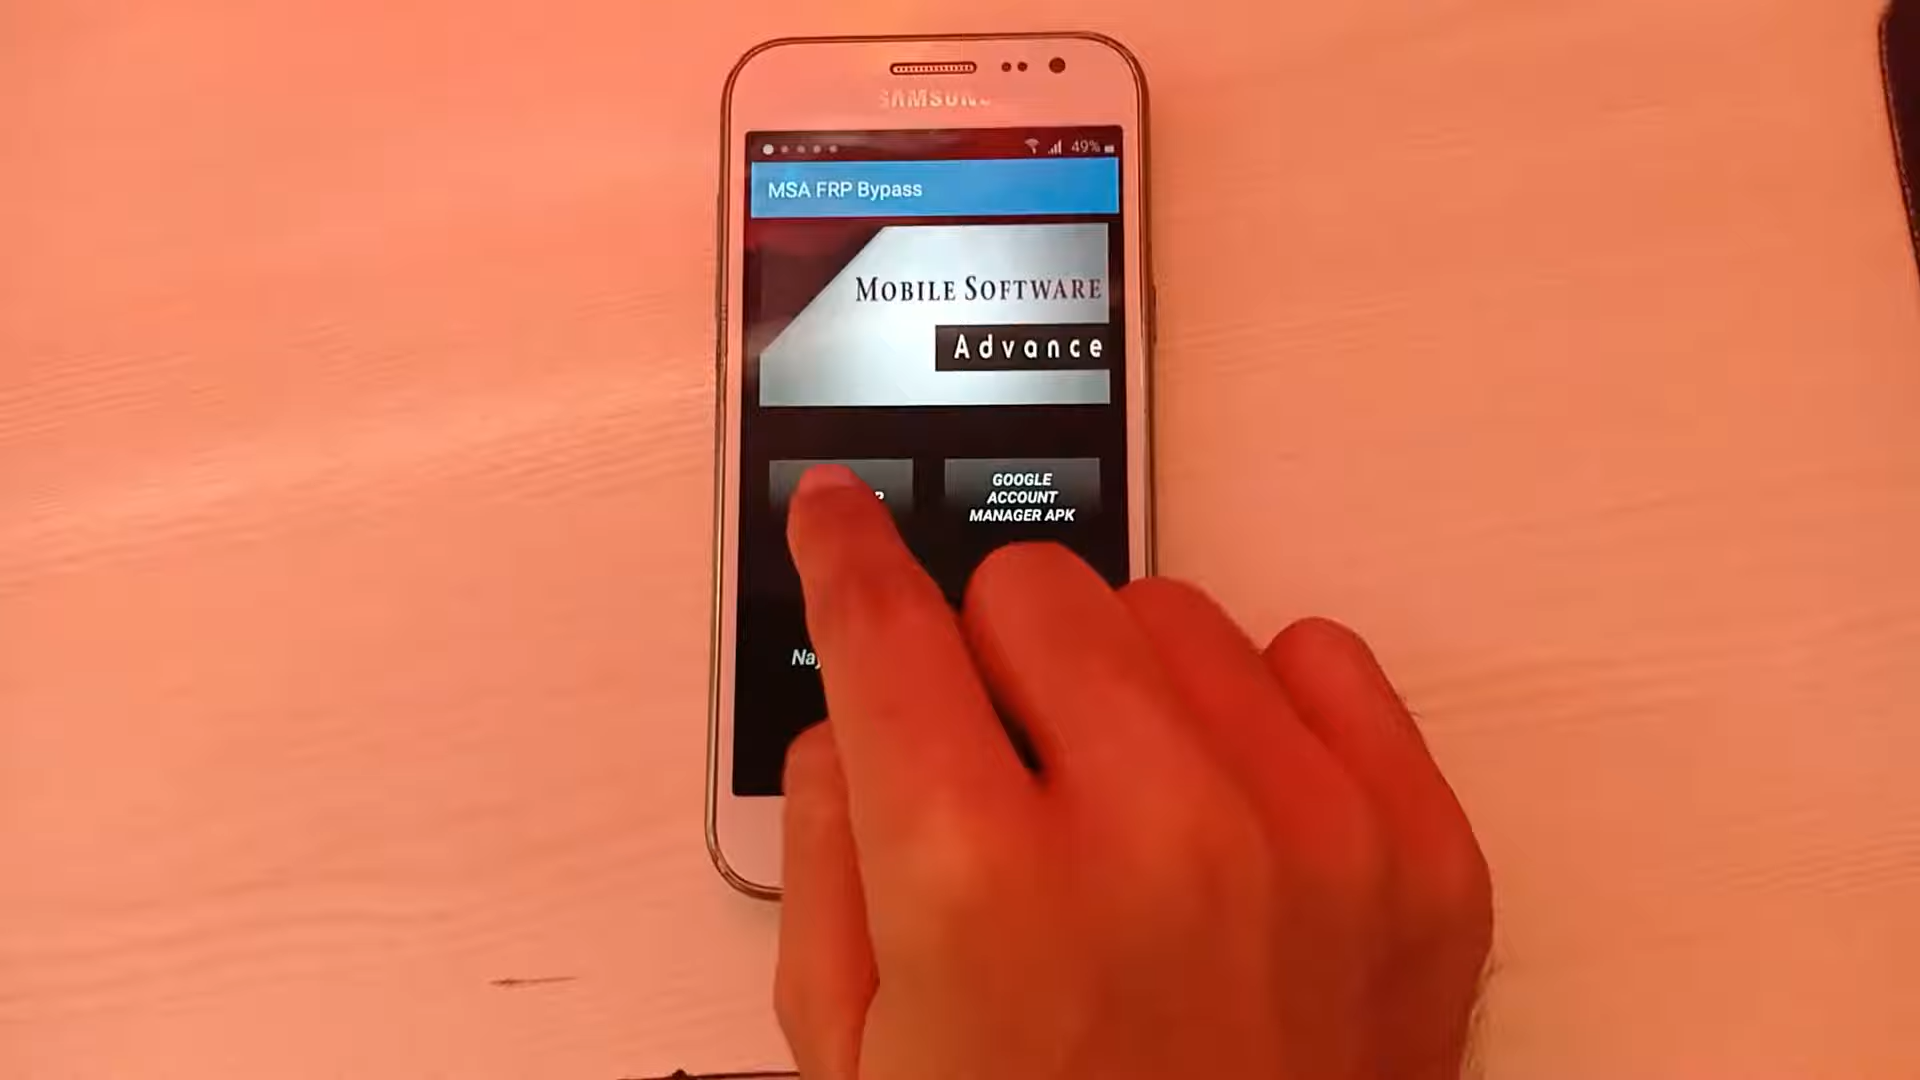 SAMSUNG
49%
MSA FRP Bypass
MOBILE SOFTWARE
Advance
GOOGLE
ACCOUNT
MANAGER APK